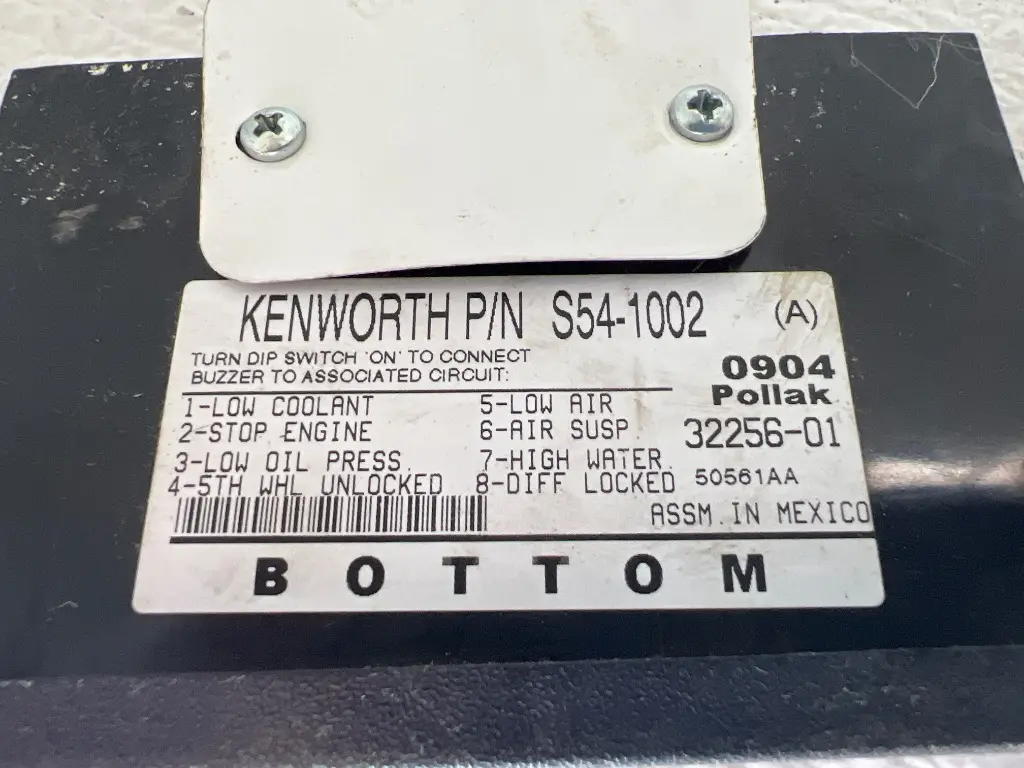 KENWORTH P/N S54-1002 (A)
TURN DIP SWITCH 'ON' TO CONNECT
BUZZER TO ASSOCIATED CIRCUIT:
0904
Pollak
1-LOW COOLANT 5-LOW AIR
2-STOP ENGINE 6-AIR SUSP. 32256-01
3-LOW OIL PRESS. 7-HIGH WATER.
4-5TH WHL UNLOCKED 8-DIFF LOCKED 50561AA
ASSM. IN MEXICO
BOTTOM